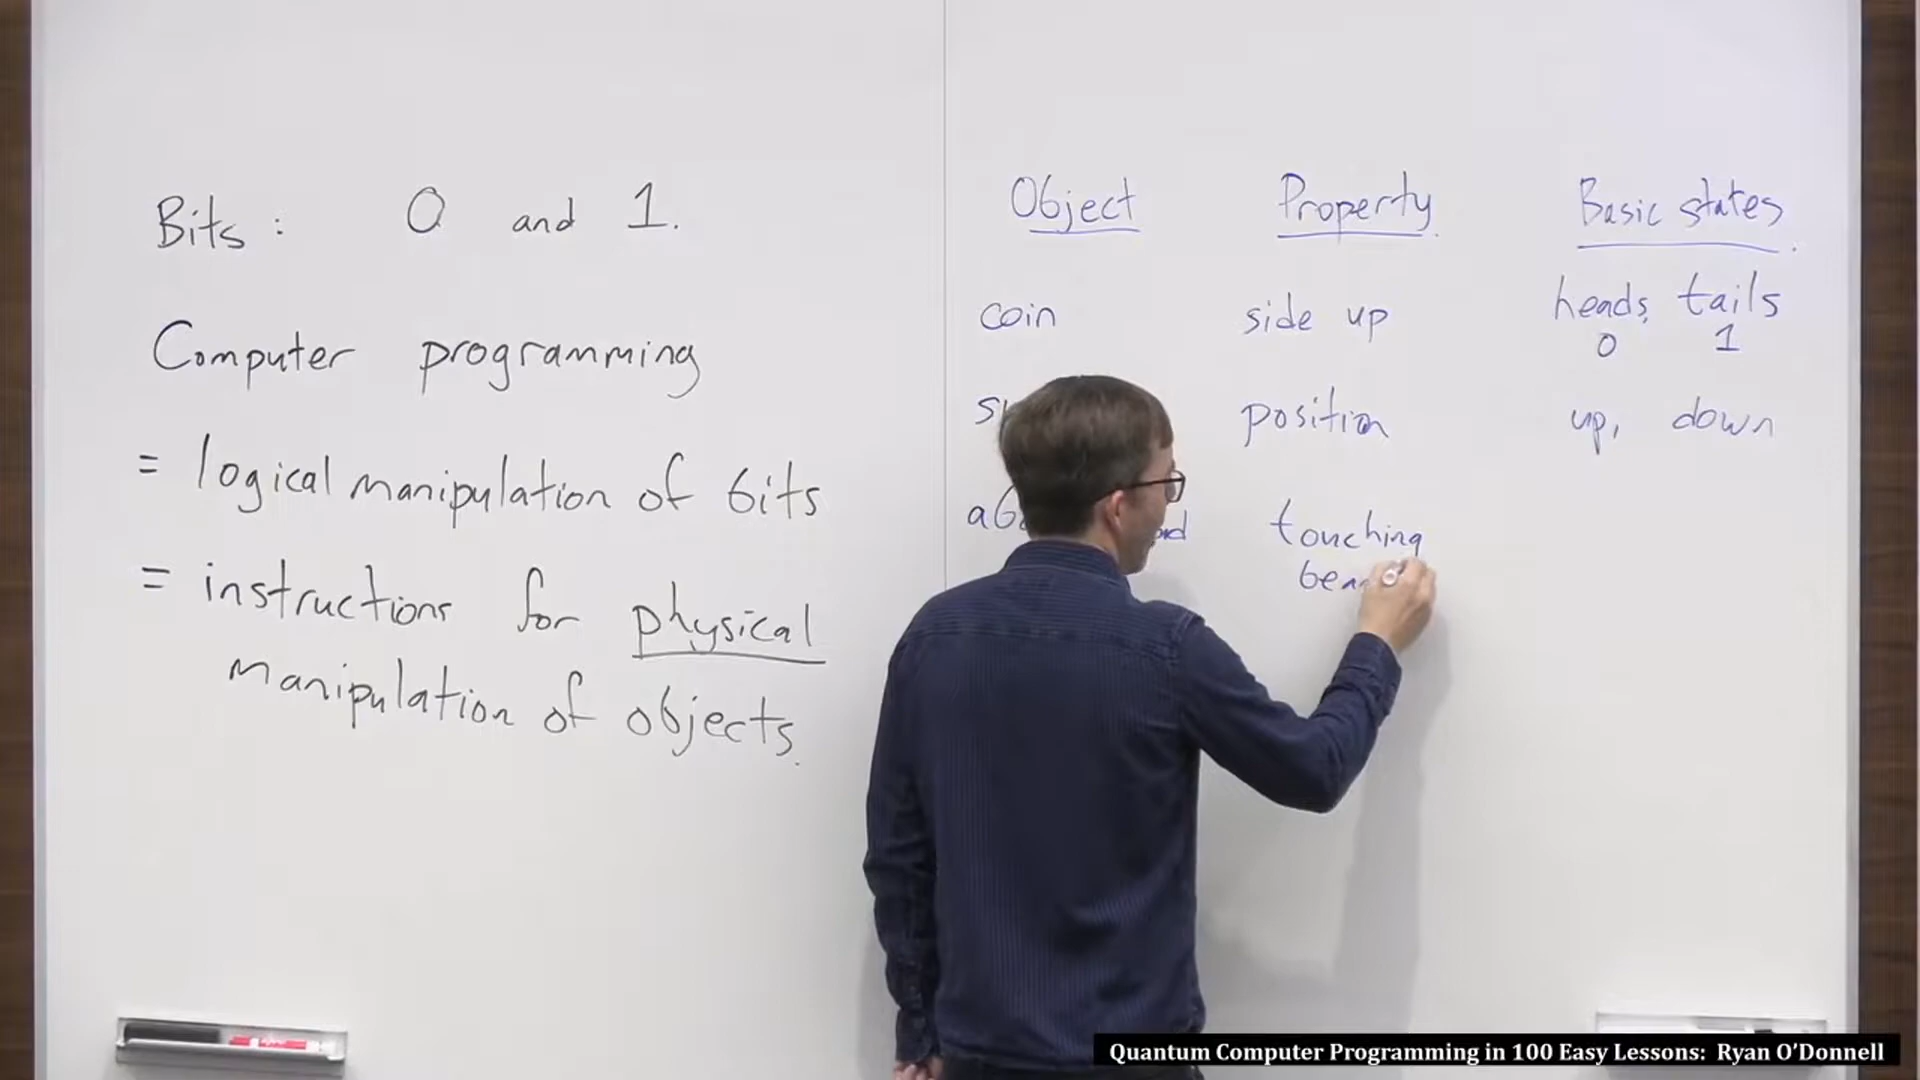 Bits: 0 and 1.
Computer programming
= logical manipulation of bits
= instructions for physical
manipulation of objects.
Object Property Basic states
coin side up heads, tails
0 1
position up, down
touching
Quantum Computer Programming in 100 Easy Lessons: Ryan O'Donnell